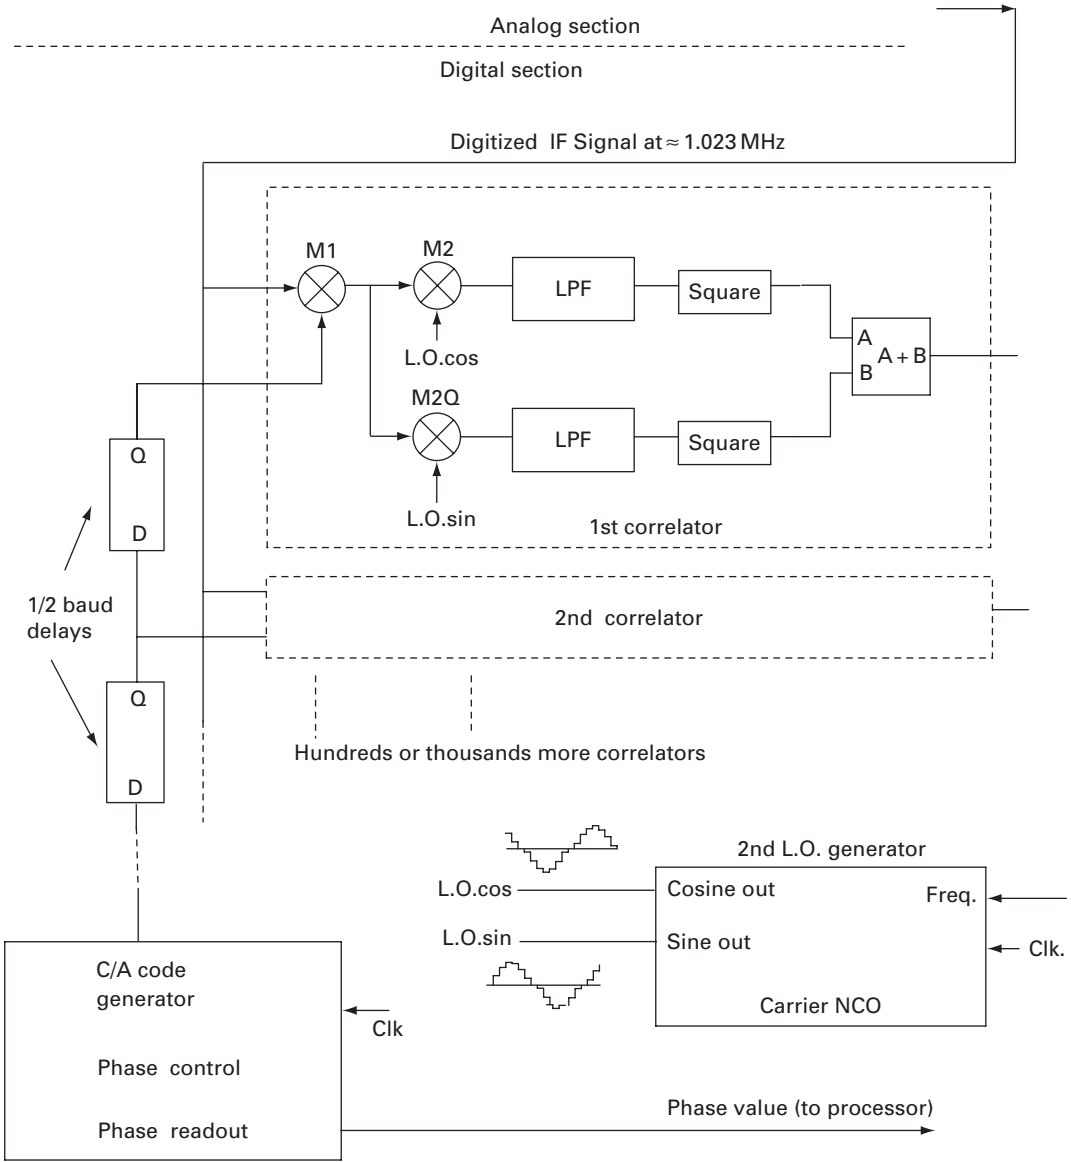 Analog section
Digital section
Digitized IF Signal at ≈ 1.023 MHz
M1
M2
LPF
Square
L.O.cos
A
A + B
B
M2Q
LPF
Square
L.O.sin
1st correlator
Q
D
1/2 baud
delays
2nd correlator
Q
D
Hundreds or thousands more correlators
2nd L.O. generator
L.O.cos
Cosine out
Freq.
L.O.sin
Sine out
Clk.
Carrier NCO
C/A code
generator
Clk
Phase control
Phase value (to processor)
Phase readout